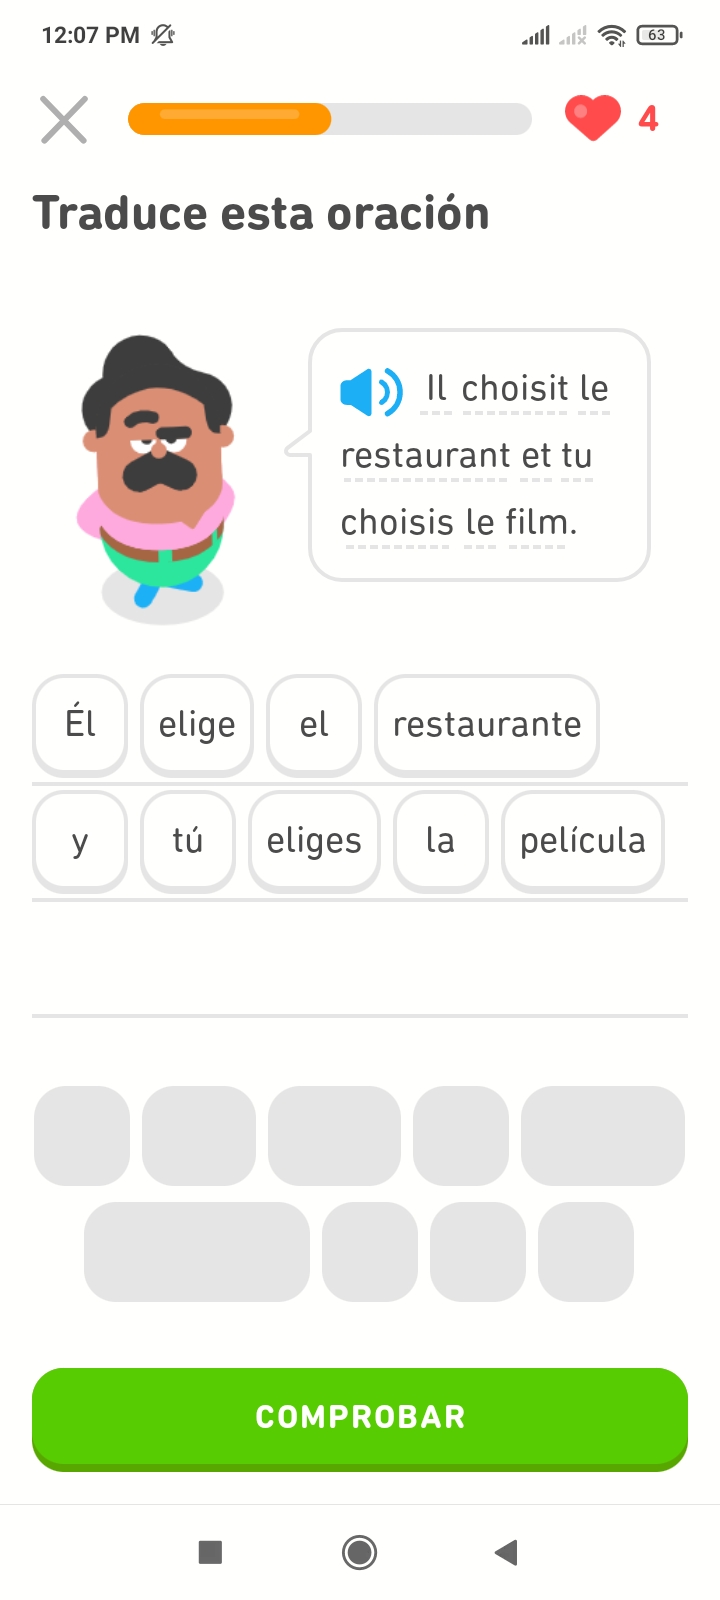 12:07 PM 63
4
Traduce esta oración
Il choisit le
restaurant et tu
choisis le film.
Él elige el restaurante
y tú eliges la película
COMPROBAR